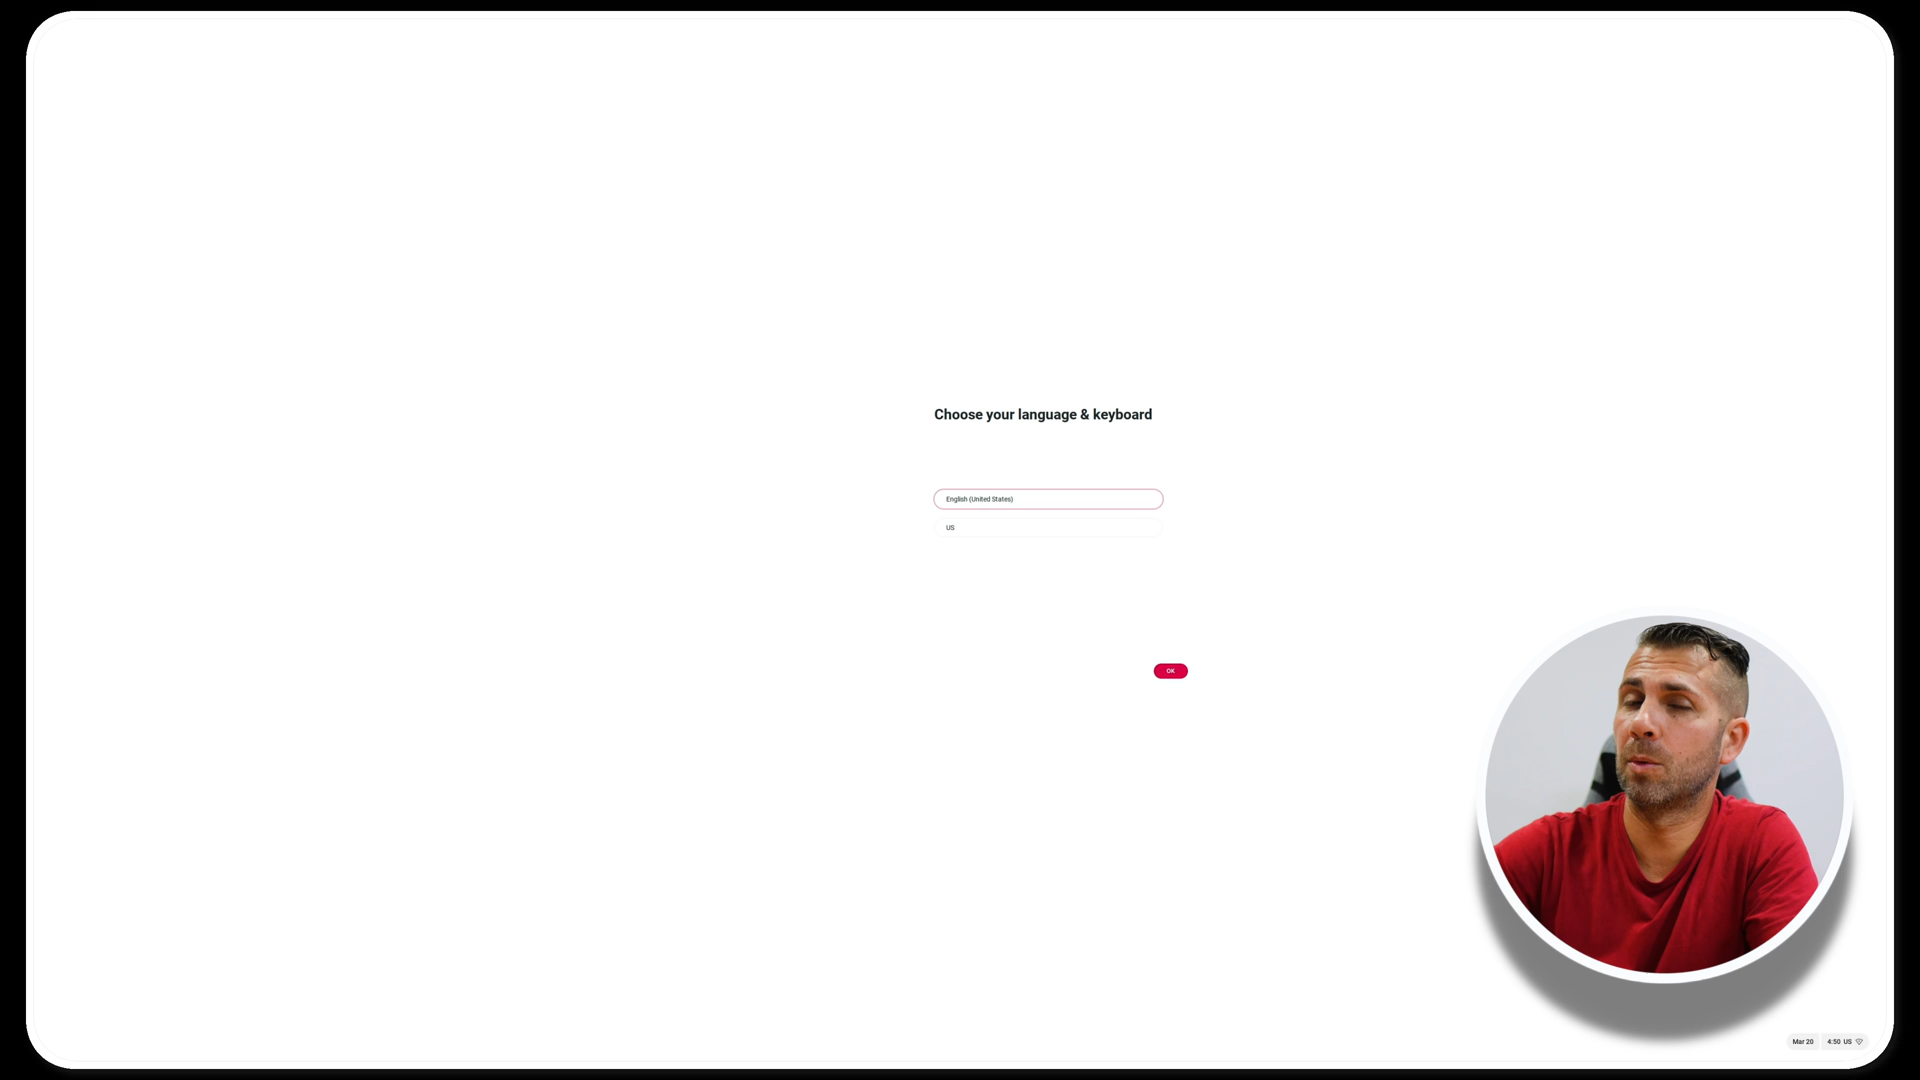 Choose your language & keyboard
English (United States)
US
OK
Mar 20 4:50 US